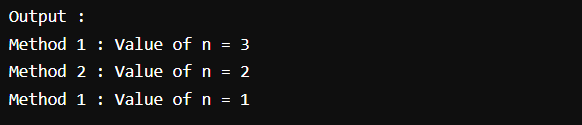 Output :
Method 1 : Value of n = 3
Method 2 : Value of n = 2
Method 1 : Value of n = 1